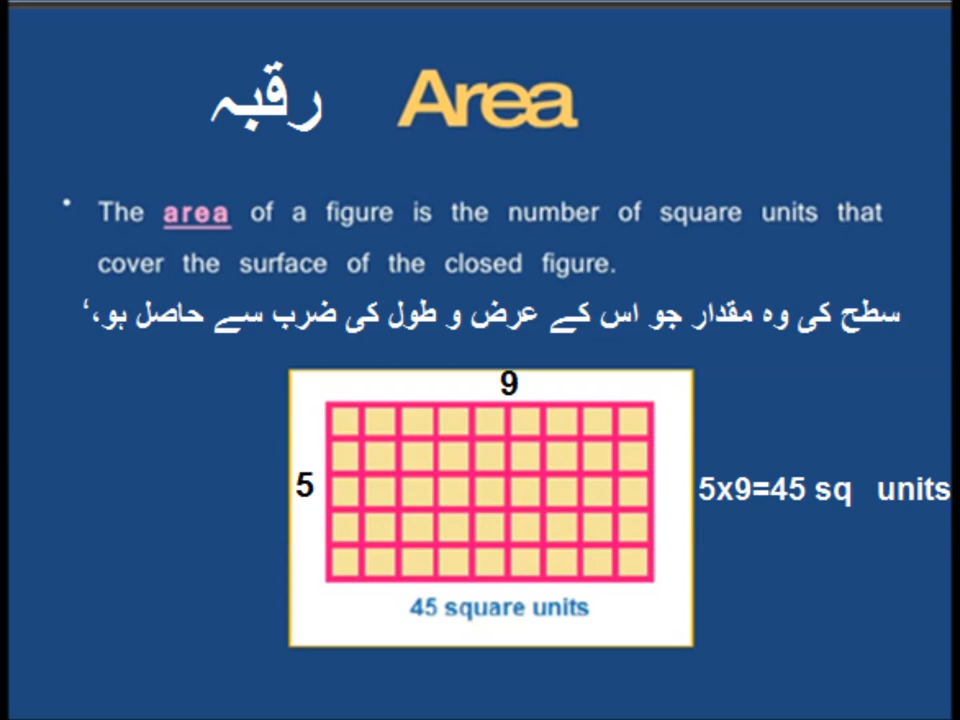 رقبہ Area
• The area of a figure is the number of square units that
cover the surface of the closed figure.
سطح کی وہ مقدار جو اس کے عرض و طول کی ضرب سے حاصل ہو،‘
9
5
5x9=45 sq units
45 square units